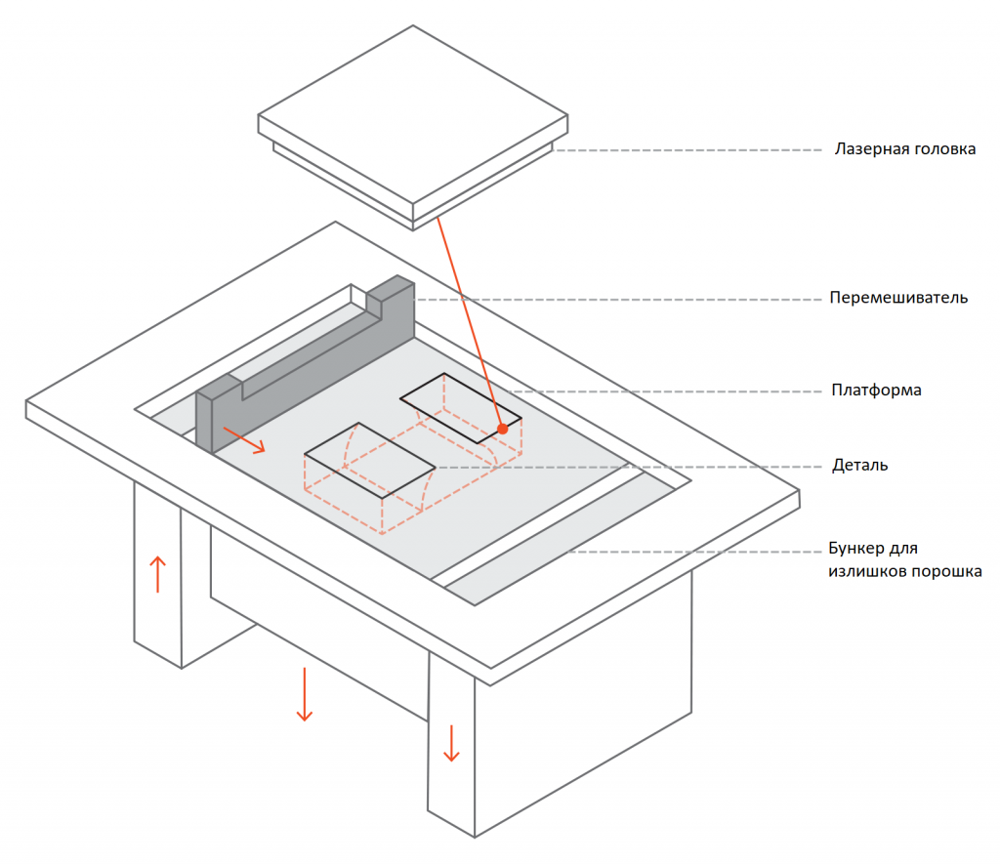 Лазерная головка
Перемешиватель
Платформа
Деталь
Бункер для
излишков порошка